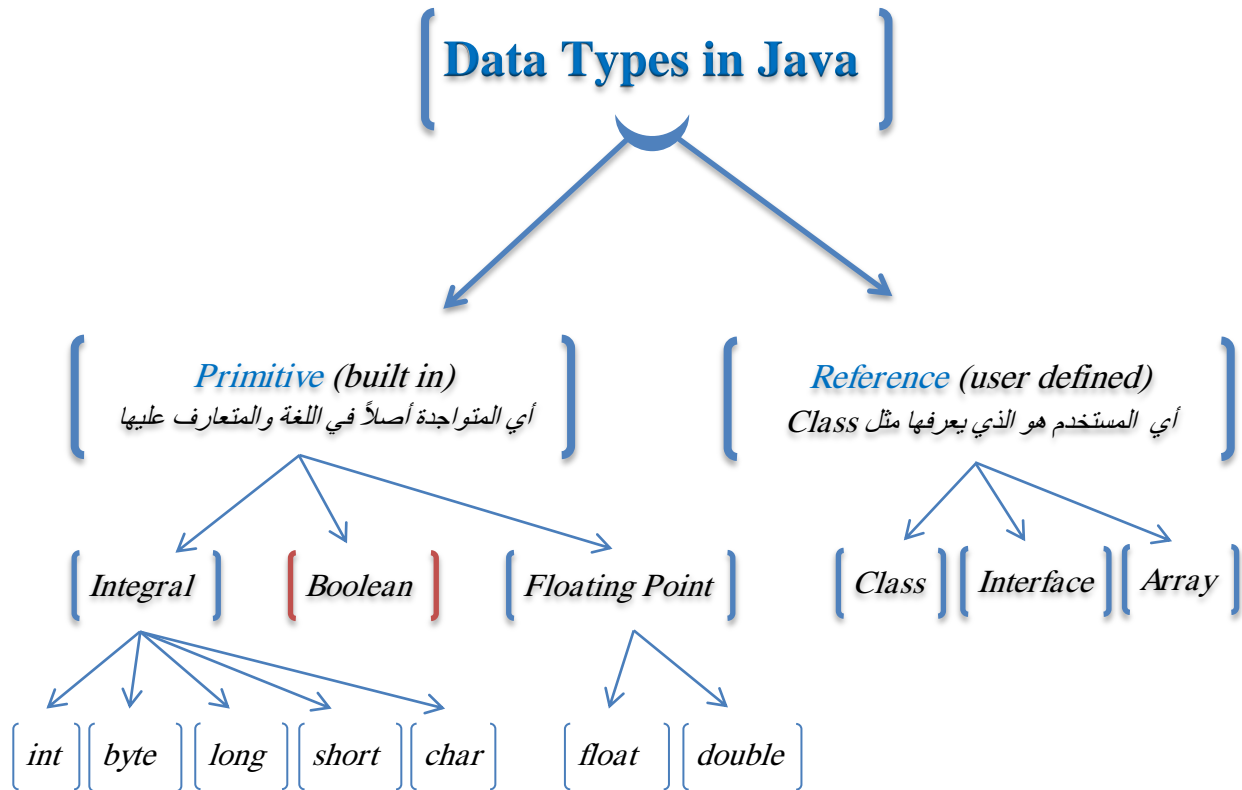 Data Types in Java
Primitive (built in)
أي المتواجدة أصلاً في اللغة والمتعارف عليها
Reference (user defined)
أي المستخدم هو الذي يعرفها مثل Class
Integral
Boolean
Floating Point
Class
Interface
Array
int
byte
long
short
char
float
double